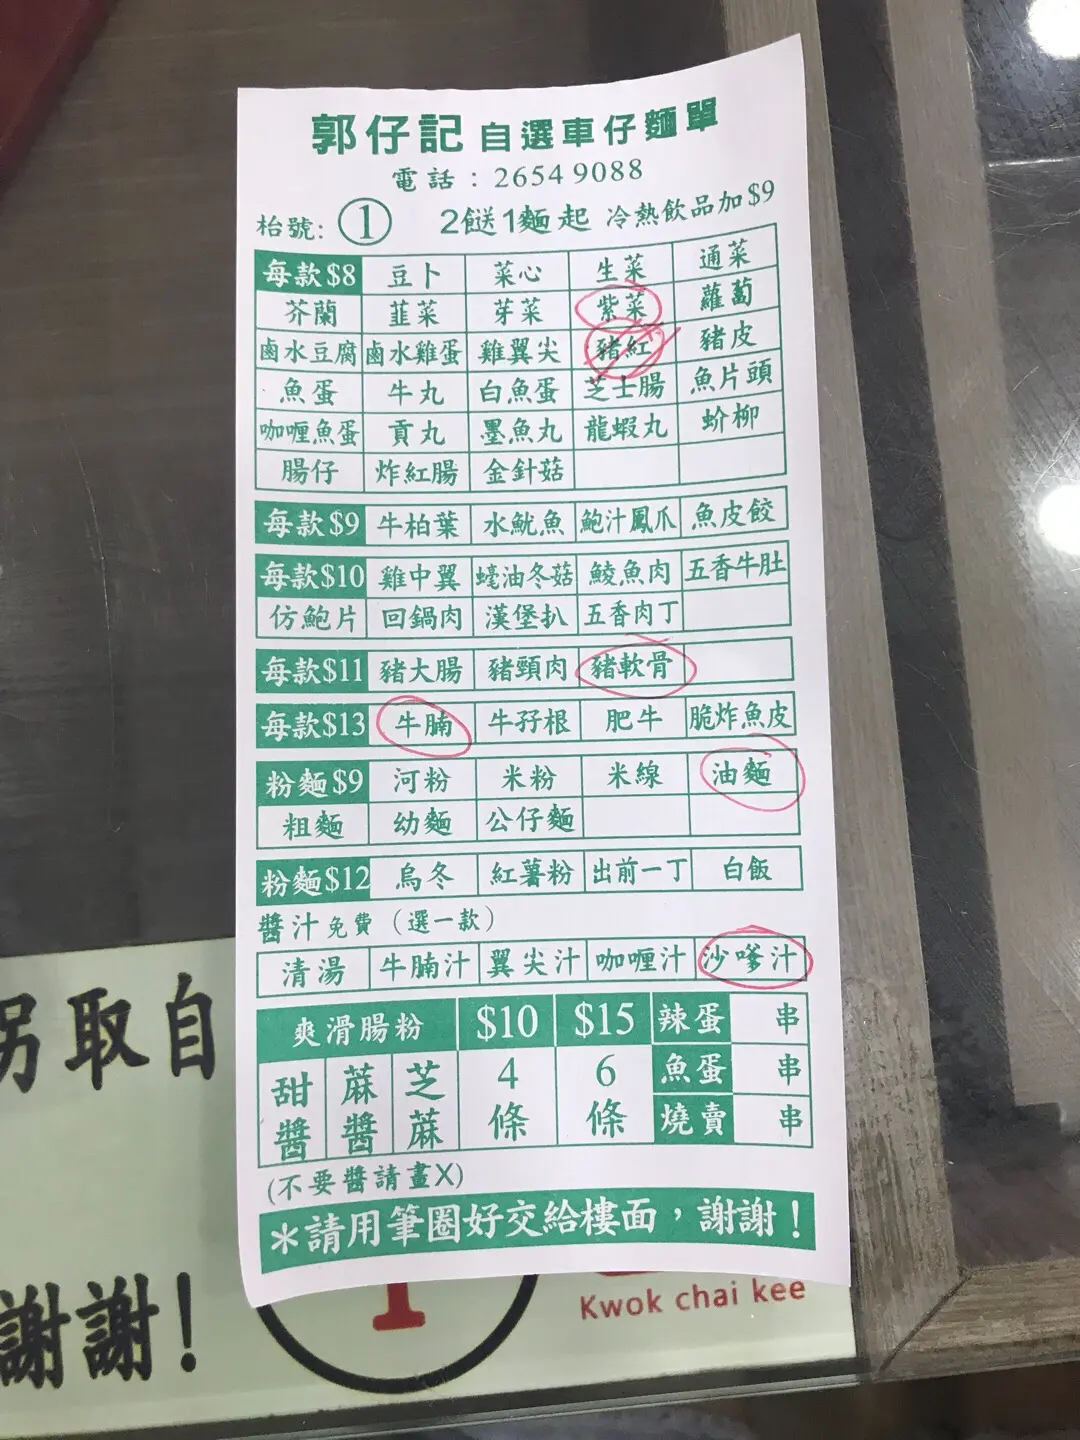 郭仔記 自選車仔麵單
電話：2654 9088
枱號: ① 2餸1麵起 冷熱飲品加$9
每款$8 豆卜 菜心 生菜 通菜
芥蘭 韮菜 芽菜 紫菜 蘿蔔
鹵水豆腐 鹵水雞蛋 雞翼尖 豬紅 豬皮
魚蛋 牛丸 白魚蛋 芝士腸 魚片頭
咖喱魚蛋 貢丸 墨魚丸 龍蝦丸 蚧柳
腸仔 炸紅腸 金針菇
每款$9 牛柏葉 水魷魚 鮑汁鳳爪 魚皮餃
每款$10 雞中翼 蠔油冬菇 鯪魚肉 五香牛肚
仿鮑片 回鍋肉 漢堡扒 五香肉丁
每款$11 豬大腸 豬頸肉 豬軟骨
每款$13 牛腩 牛孖根 肥牛 脆炸魚皮
粉麵$9 河粉 米粉 米線 油麵
粗麵 幼麵 公仔麵
粉麵$12 烏冬 紅薯粉 出前一丁 白飯
醬汁免費（選一款）
清湯 牛腩汁 翼尖汁 咖喱汁 沙嗲汁
爽滑腸粉 $10 $15 辣蛋 串
甜醬 蔴醬 芝蔴 4條 6條 魚蛋 串
燒賣 串
(不要醬請畫X)
＊請用筆圈好交給樓面，謝謝！
另取自
謝謝！
Kwok chai kee